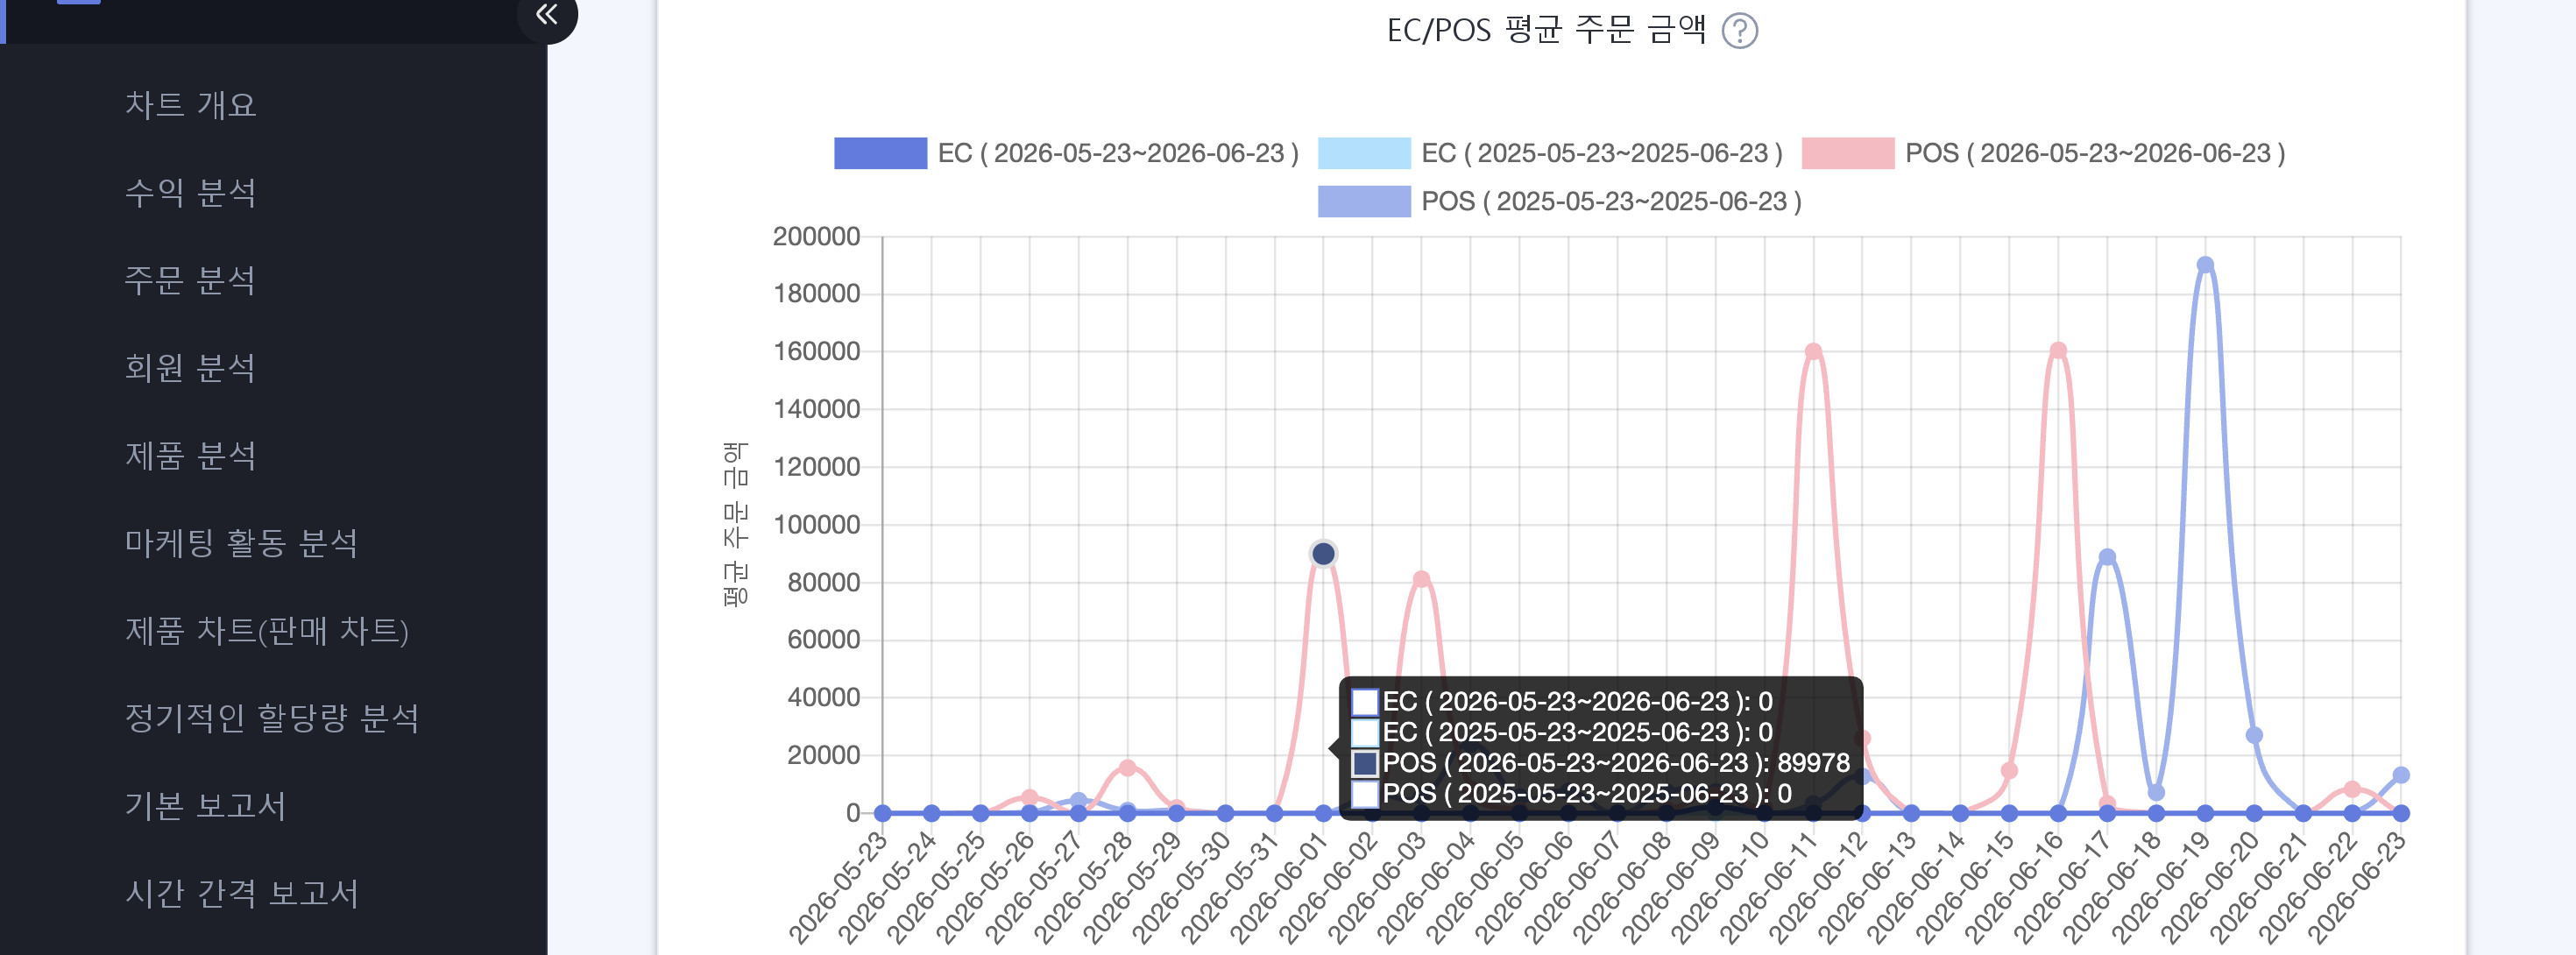 차트 개요
수익 분석
주문 분석
회원 분석
제품 분석
마케팅 활동 분석
제품 차트(판매 차트)
정기적인 할당량 분석
기본 보고서
시간 간격 보고서
EC/POS 평균 주문 금액 ?
EC ( 2026-05-23~2026-06-23 )
EC ( 2025-05-23~2025-06-23 )
POS ( 2026-05-23~2026-06-23 )
POS ( 2025-05-23~2025-06-23 )
평균 주문 금액
200000
180000
160000
140000
120000
100000
80000
60000
40000
20000
0
EC ( 2026-05-23~2026-06-23 ): 0
EC ( 2025-05-23~2025-06-23 ): 0
POS ( 2026-05-23~2026-06-23 ): 89978
POS ( 2025-05-23~2025-06-23 ): 0
2026-05-23
2026-05-24
2026-05-25
2026-05-26
2026-05-27
2026-05-28
2026-05-29
2026-05-30
2026-05-31
2026-06-01
2026-06-02
2026-06-03
2026-06-04
2026-06-05
2026-06-06
2026-06-07
2026-06-08
2026-06-09
2026-06-10
2026-06-11
2026-06-12
2026-06-13
2026-06-14
2026-06-15
2026-06-16
2026-06-17
2026-06-18
2026-06-19
2026-06-20
2026-06-21
2026-06-22
2026-06-23